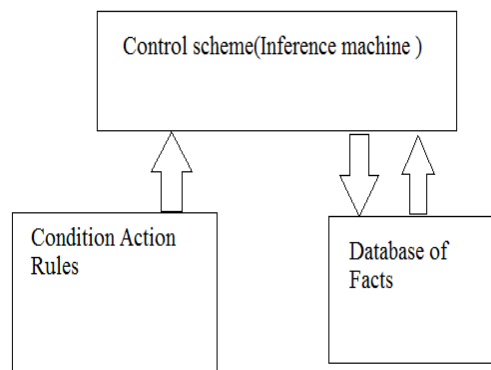 Control scheme(Inference machine )
Condition Action
Rules
Database of
Facts